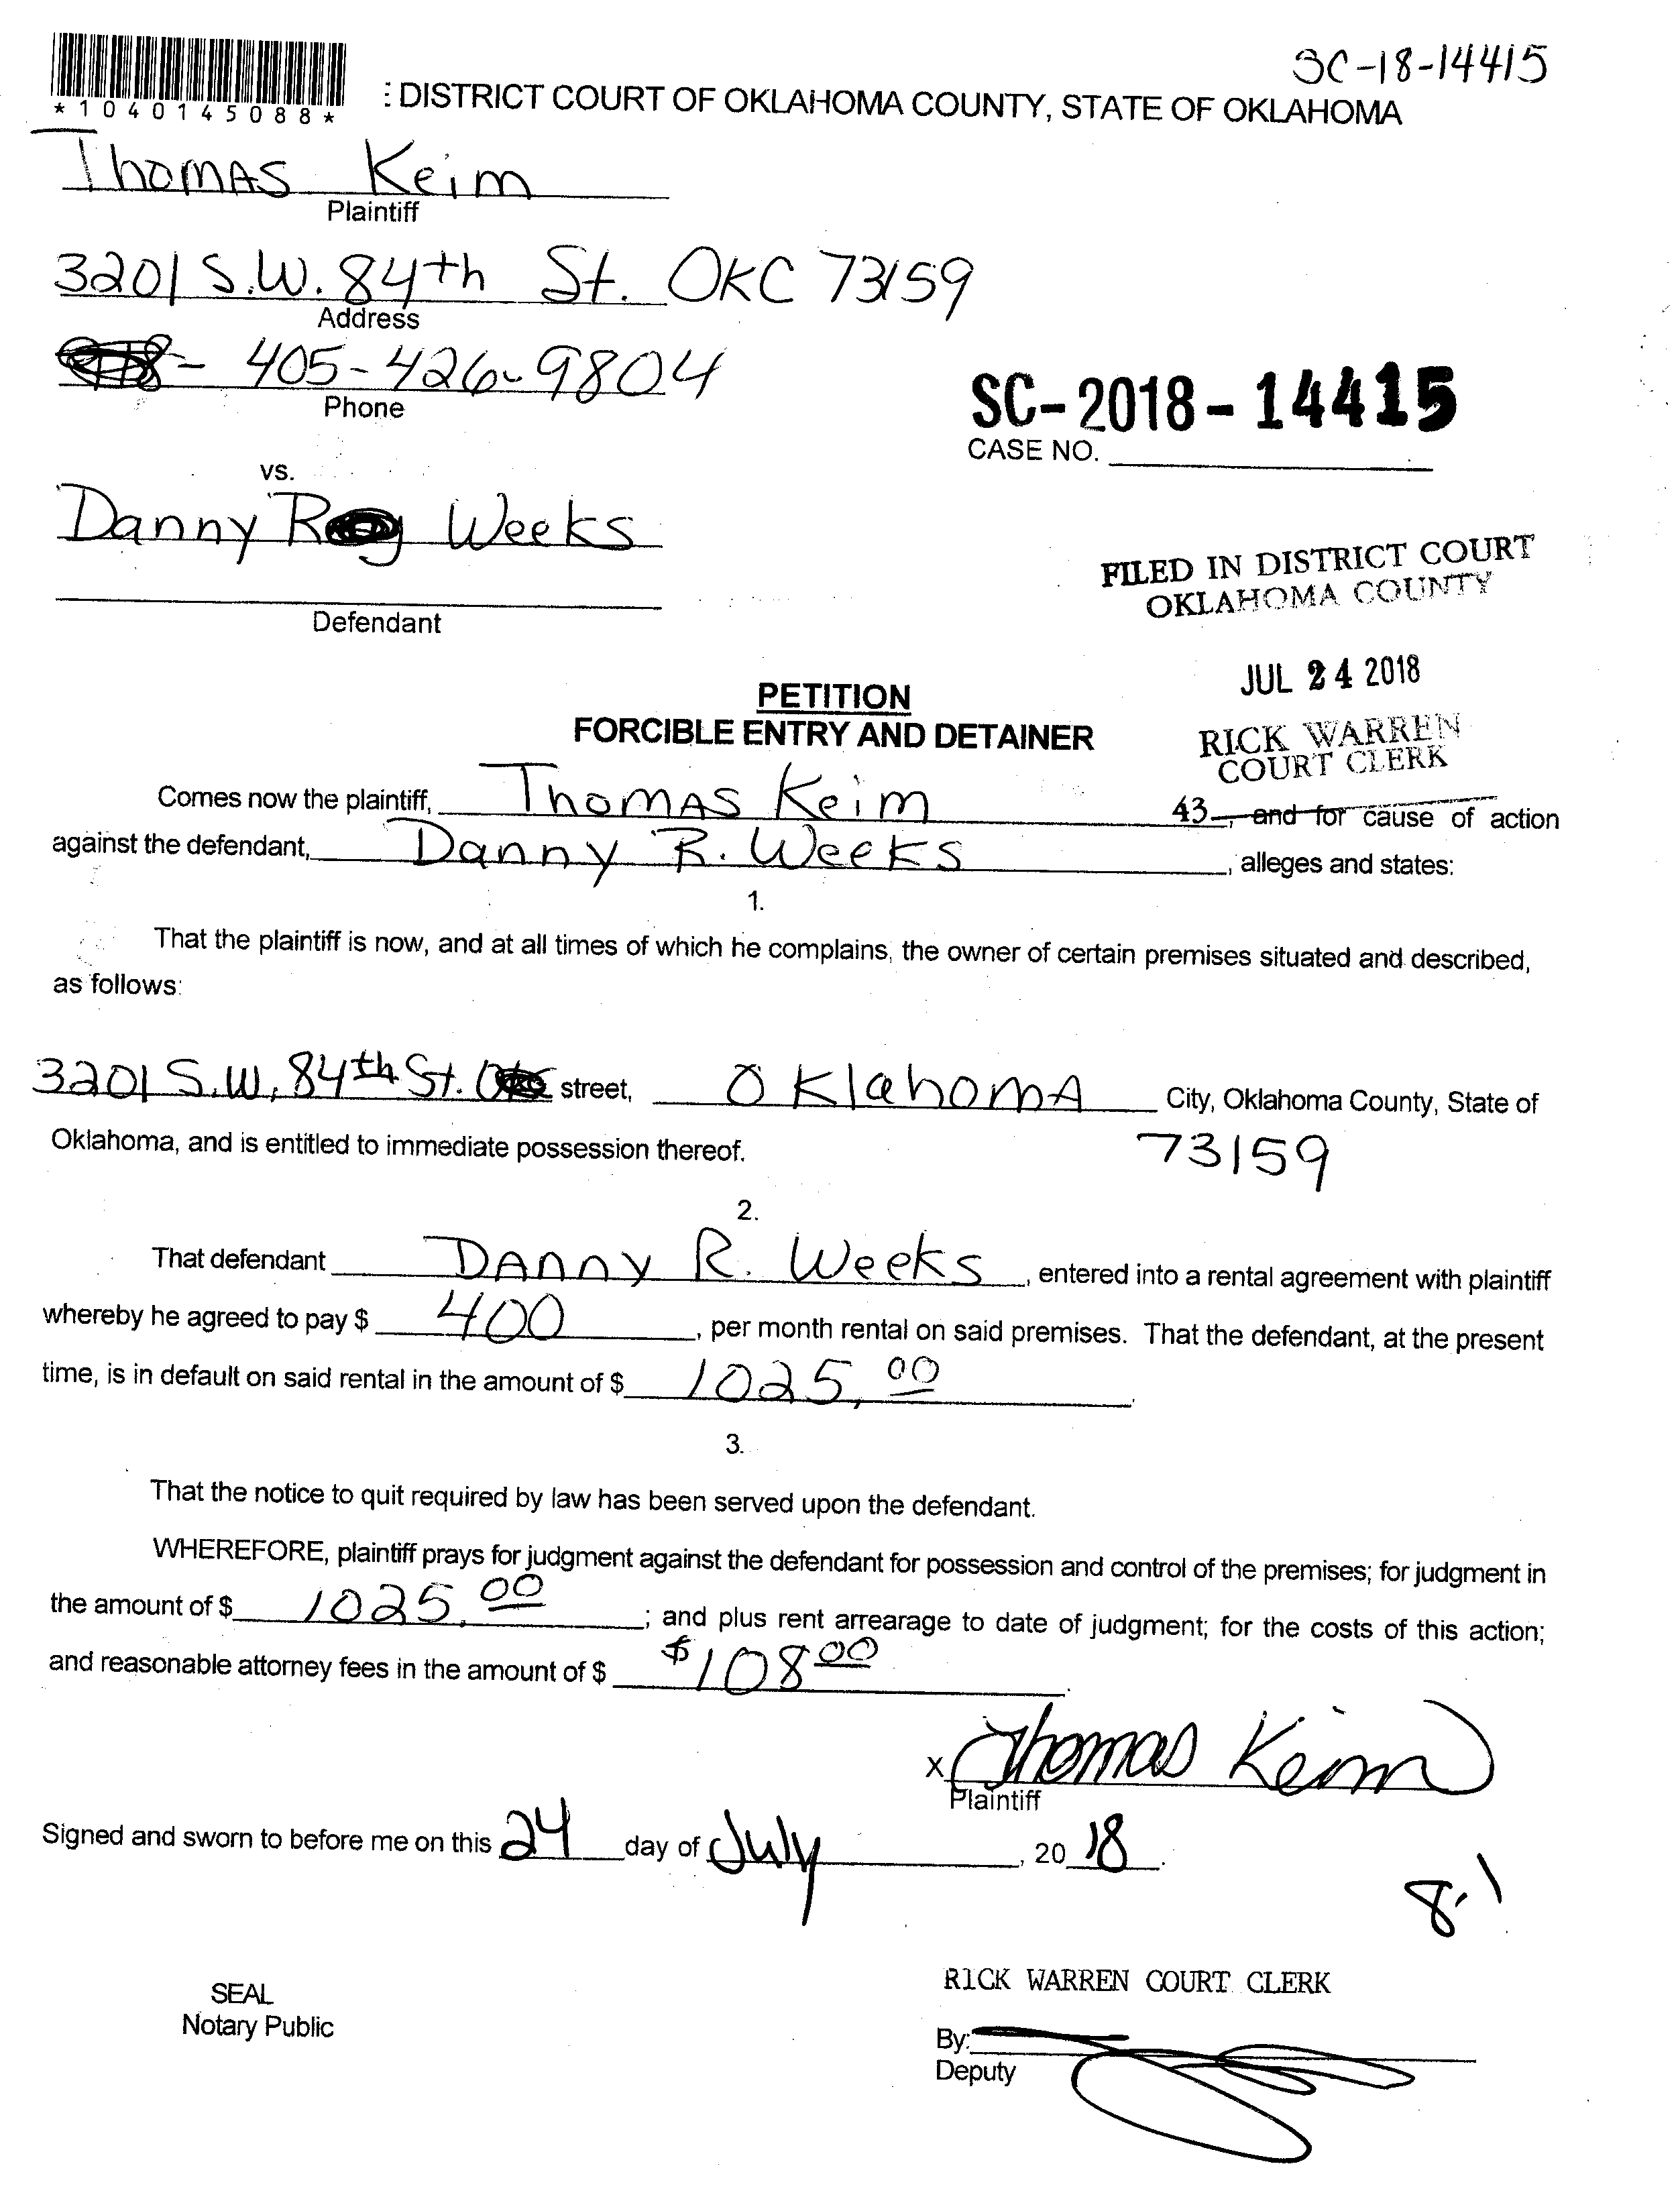 SC-18-14415
*1040145088*
: DISTRICT COURT OF OKLAHOMA COUNTY, STATE OF OKLAHOMA
Thomas Keim
Plaintiff
3201 S.W. 84th St. OKC 73159
Address
- 405-426-9804
Phone
SC-2018-14415
CASE NO.
vs.
Danny R Weeks
FILED IN DISTRICT COURT
OKLAHOMA COUNTY
Defendant
JUL 24 2018
PETITION
FORCIBLE ENTRY AND DETAINER
RICK WARREN
COURT CLERK
Comes now the plaintiff, Thomas Keim 43, and for cause of action
against the defendant, Danny R. Weeks, alleges and states:
1.
That the plaintiff is now, and at all times of which he complains, the owner of certain premises situated and described,
as follows:
3201 S.W. 84th St. street, Oklahoma City, Oklahoma County, State of
Oklahoma, and is entitled to immediate possession thereof. 73159
2.
That defendant Danny R. Weeks, entered into a rental agreement with plaintiff
whereby he agreed to pay $ 400, per month rental on said premises. That the defendant, at the present
time, is in default on said rental in the amount of $ 1025.00.
3.
That the notice to quit required by law has been served upon the defendant.
WHEREFORE, plaintiff prays for judgment against the defendant for possession and control of the premises; for judgment in
the amount of $ 1025.00; and plus rent arrearage to date of judgment; for the costs of this action;
and reasonable attorney fees in the amount of $ $108.00.
x Thomas Keim
Plaintiff
Signed and sworn to before me on this 24 day of July, 20 18.
8.1
RICK WARREN COURT CLERK
SEAL
Notary Public
By:
Deputy